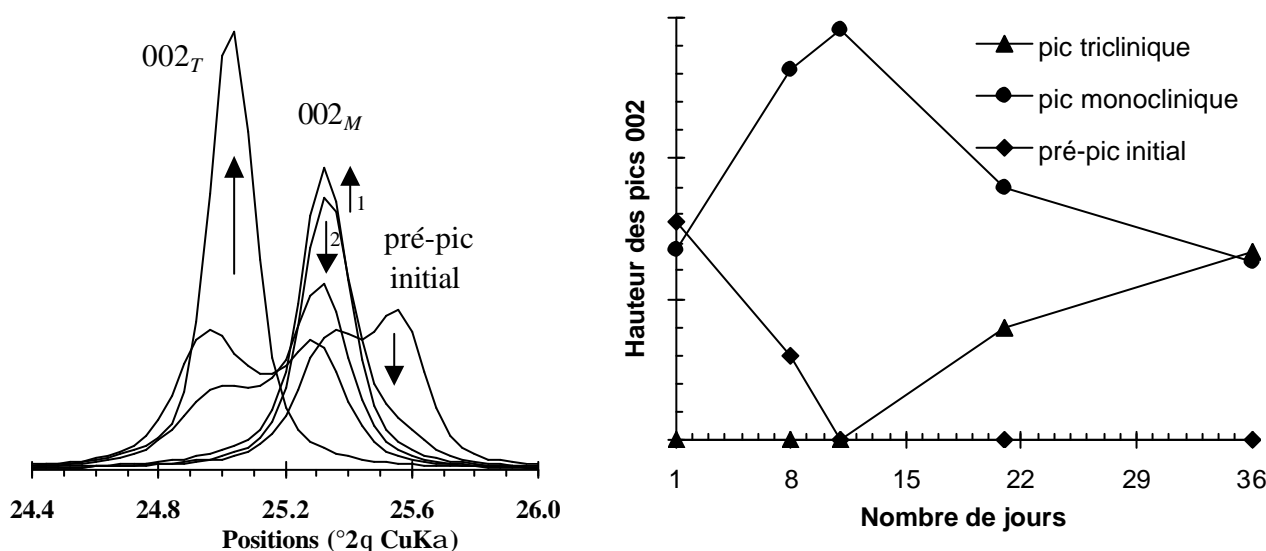 002T
002M
1
2
pré-pic
initial
24.4 24.8 25.2 25.6 26.0
Positions (°2q CuKa)
Hauteur des pics 002
pic triclinique
pic monoclinique
pré-pic initial
1 8 15 22 29 36
Nombre de jours